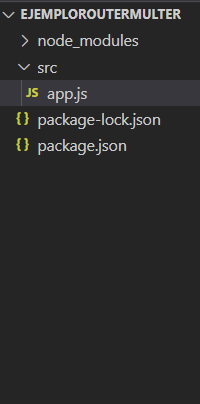 EJEMPLOROUTERMULTER
node_modules
src
JS app.js
{} package-lock.json
{} package.json